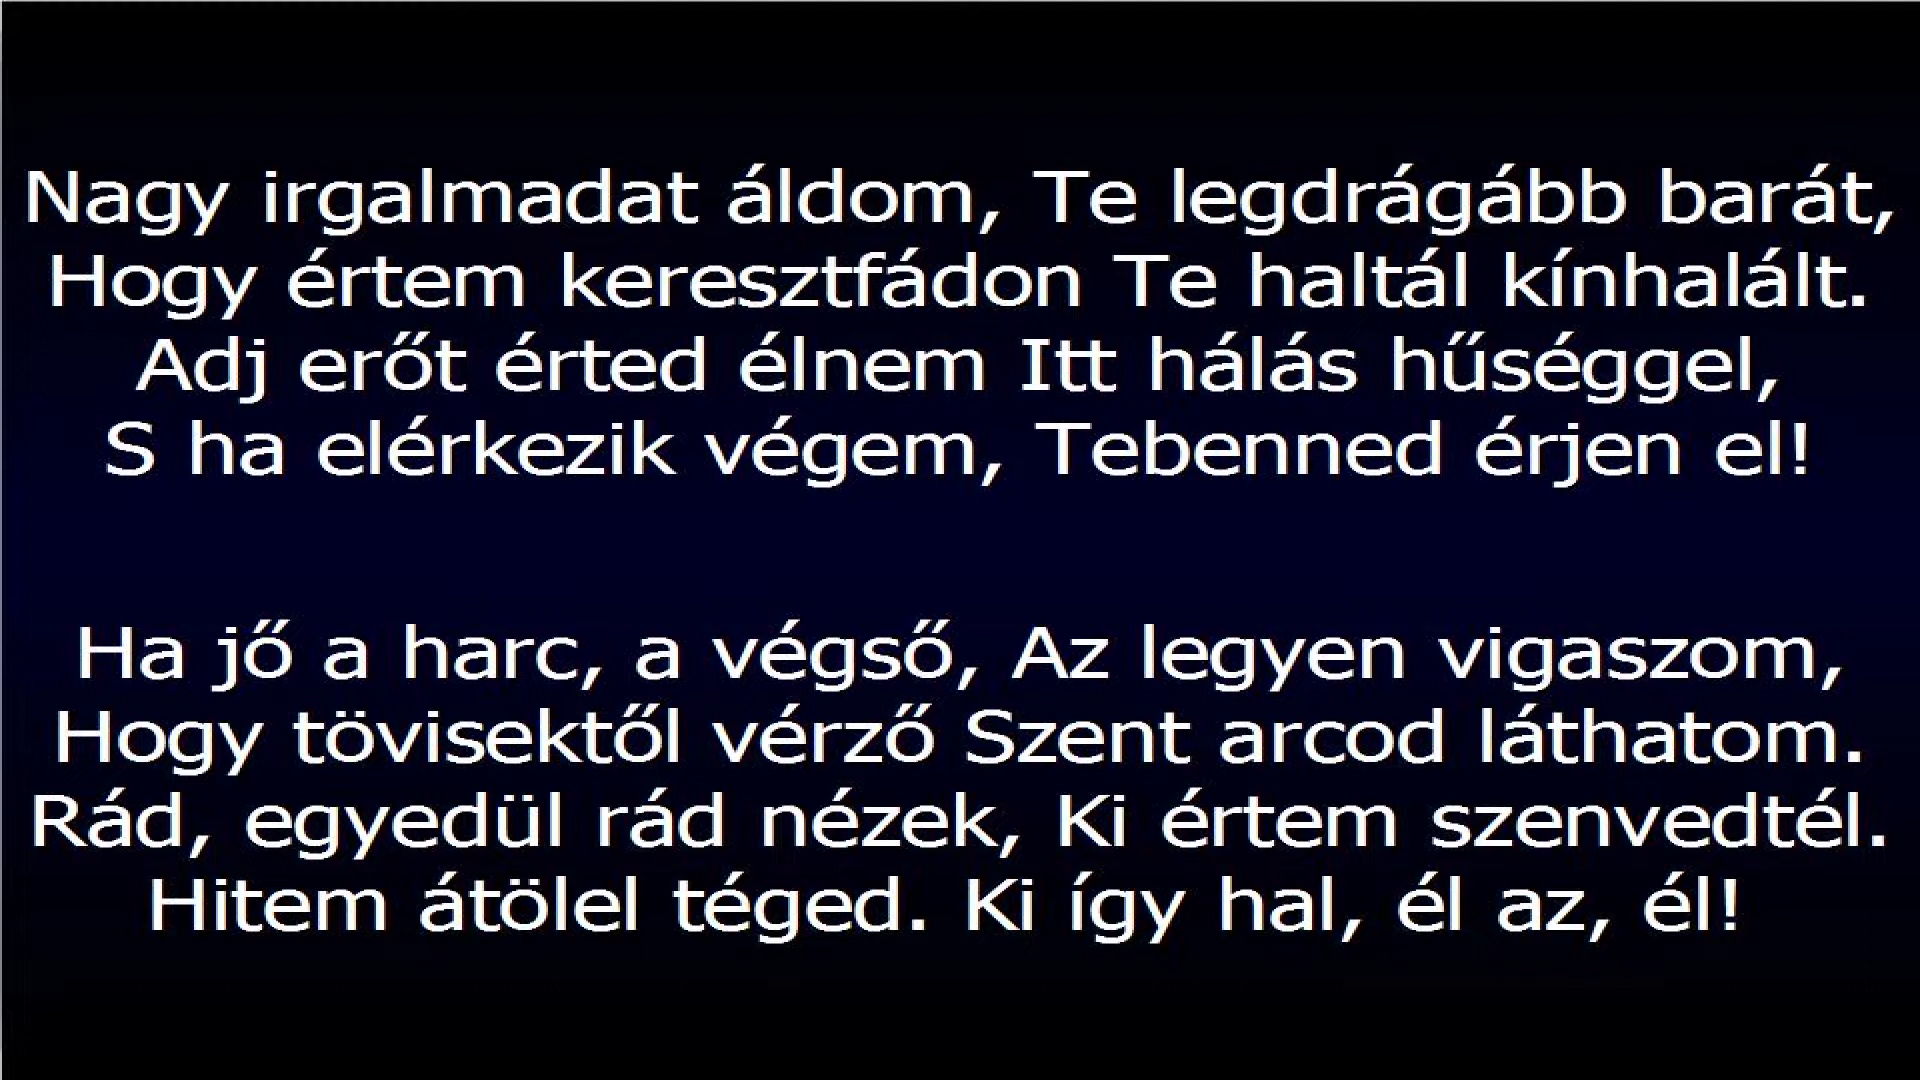 Nagy irgalmadat áldom, Te legdrágább barát,
Hogy értem keresztfádon Te haltál kínhalált.
Adj erőt érted élnem Itt hálás hűséggel,
S ha elérkezik végem, Tebenned érjen el!
Ha jő a harc, a végső, Az legyen vigaszom,
Hogy tövisektől vérző Szent arcod láthatom.
Rád, egyedül rád nézek, Ki értem szenvedtél.
Hitem átölel téged. Ki így hal, él az, él!